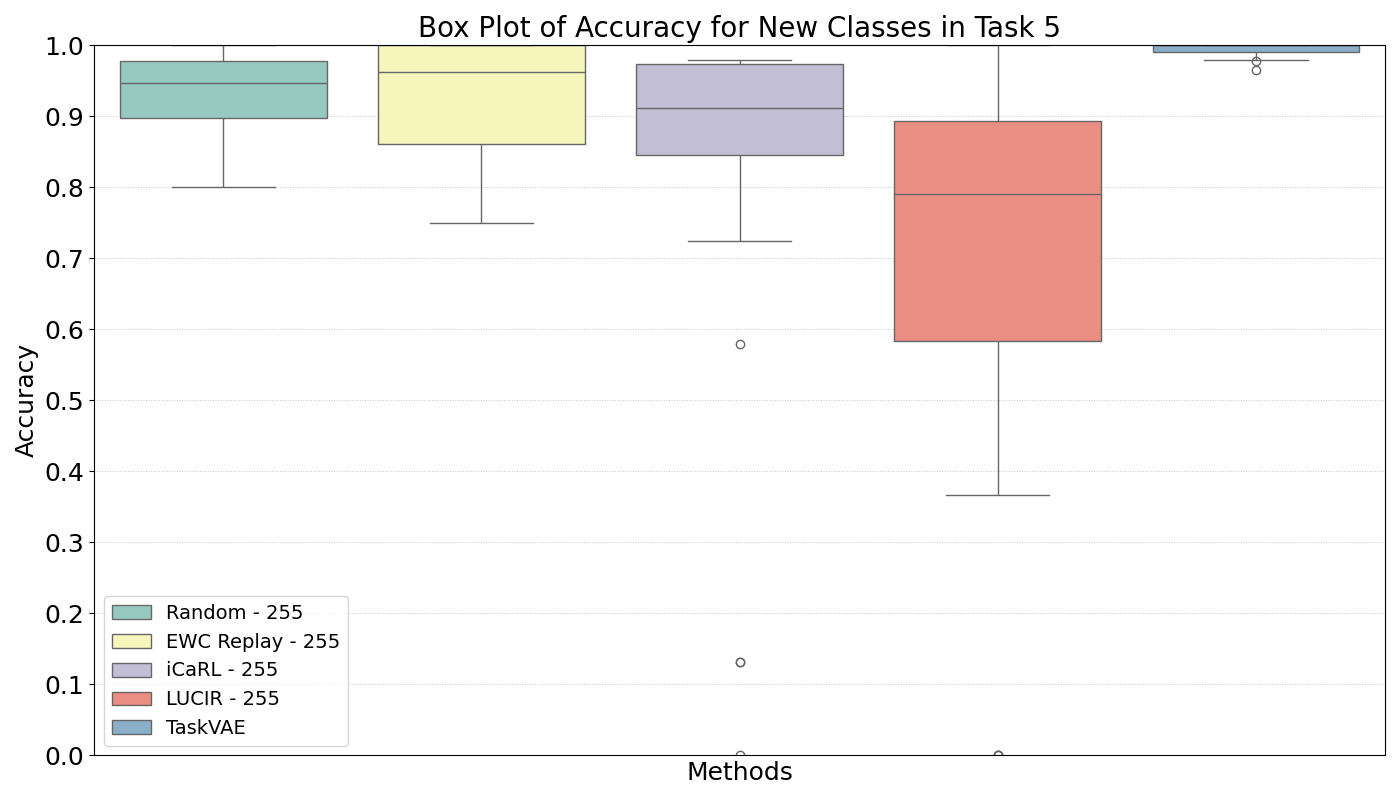 Box Plot of Accuracy for New Classes in Task 5
1.0
0.9
0.8
0.7
0.6
0.5
0.4
0.3
0.2
0.1
0.0
Accuracy
Random - 255
EWC Replay - 255
iCaRL - 255
LUCIR - 255
TaskVAE
Methods